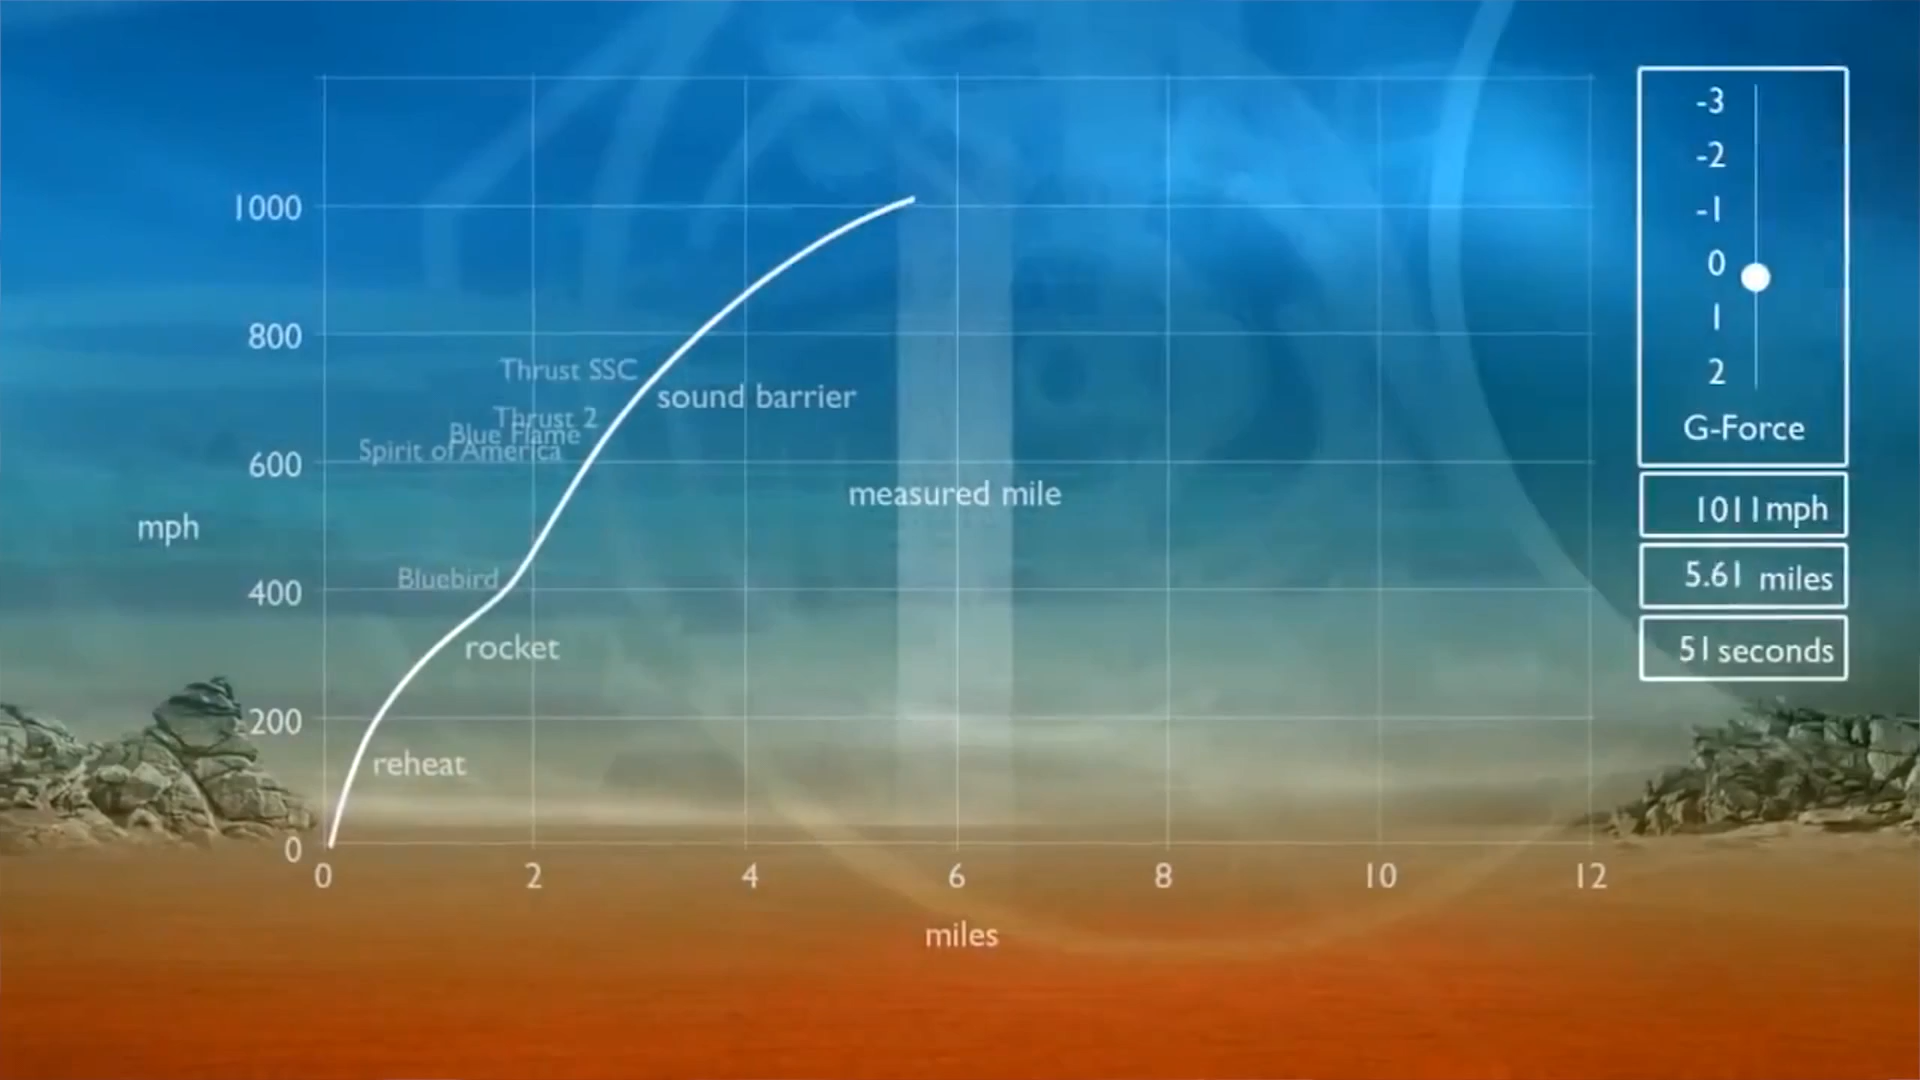 1000
800
600
400
200
0
mph
0 2 4 6 8 10 12
miles
Thrust SSC
Thrust 2
Blue Flame
Spirit of America
Bluebird
sound barrier
measured mile
rocket
reheat
-3
-2
-1
0
1
2
G-Force
1011mph
5.61 miles
51seconds